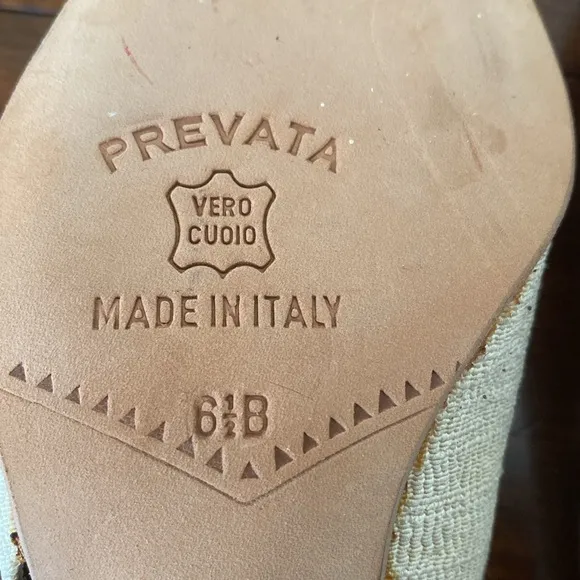 PREVATA
VERO
CUOIO
MADE IN ITALY
6½B